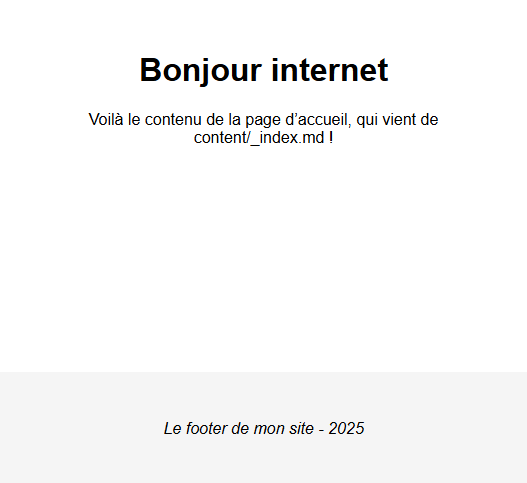 Bonjour internet
Voilà le contenu de la page d’accueil, qui vient de
content/_index.md !
Le footer de mon site - 2025